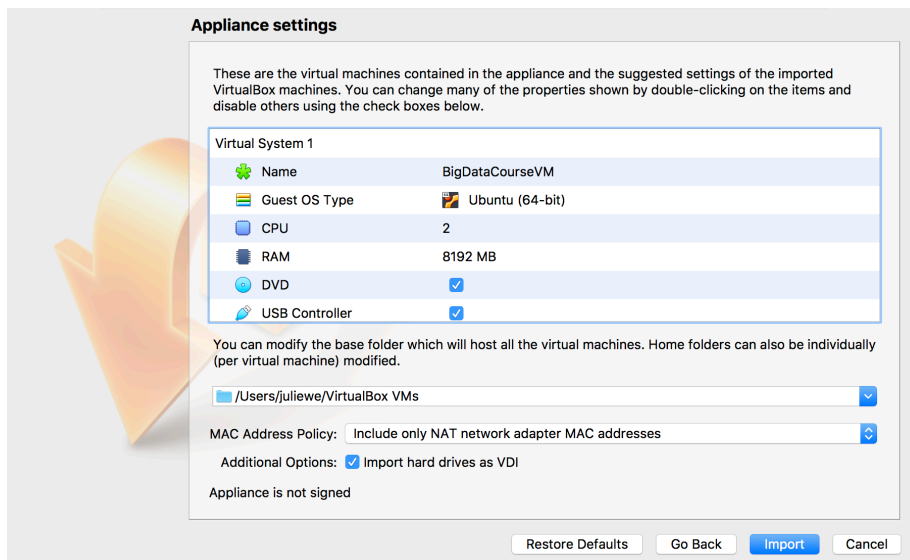 Appliance settings
These are the virtual machines contained in the appliance and the suggested settings of the imported
VirtualBox machines. You can change many of the properties shown by double-clicking on the items and
disable others using the check boxes below.
Virtual System 1
Name BigDataCourseVM
Guest OS Type Ubuntu (64-bit)
CPU 2
RAM 8192 MB
DVD
USB Controller
You can modify the base folder which will host all the virtual machines. Home folders can also be individually
(per virtual machine) modified.
/Users/juliewe/VirtualBox VMs
MAC Address Policy: Include only NAT network adapter MAC addresses
Additional Options: Import hard drives as VDI
Appliance is not signed
Restore Defaults Go Back Import Cancel